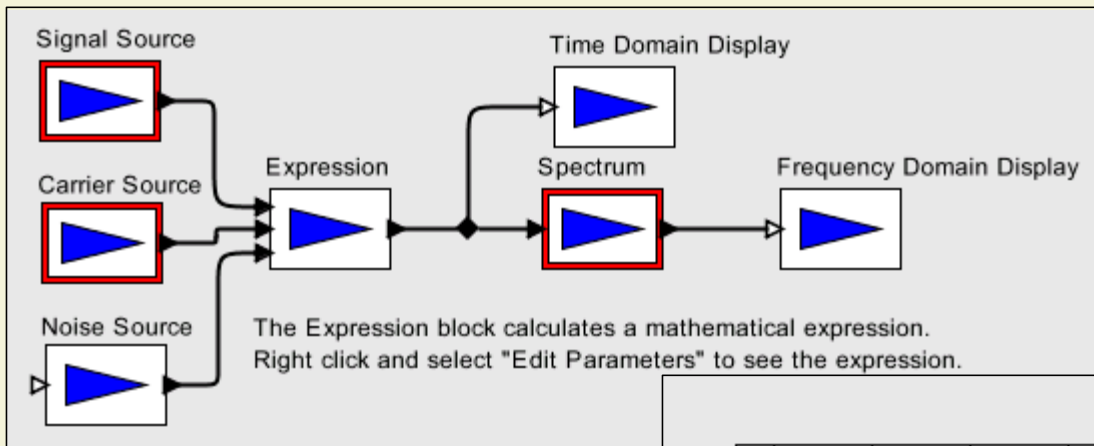 Signal Source
Time Domain Display
Expression
Spectrum
Frequency Domain Display
Carrier Source
Noise Source
The Expression block calculates a mathematical expression.
Right click and select "Edit Parameters" to see the expression.